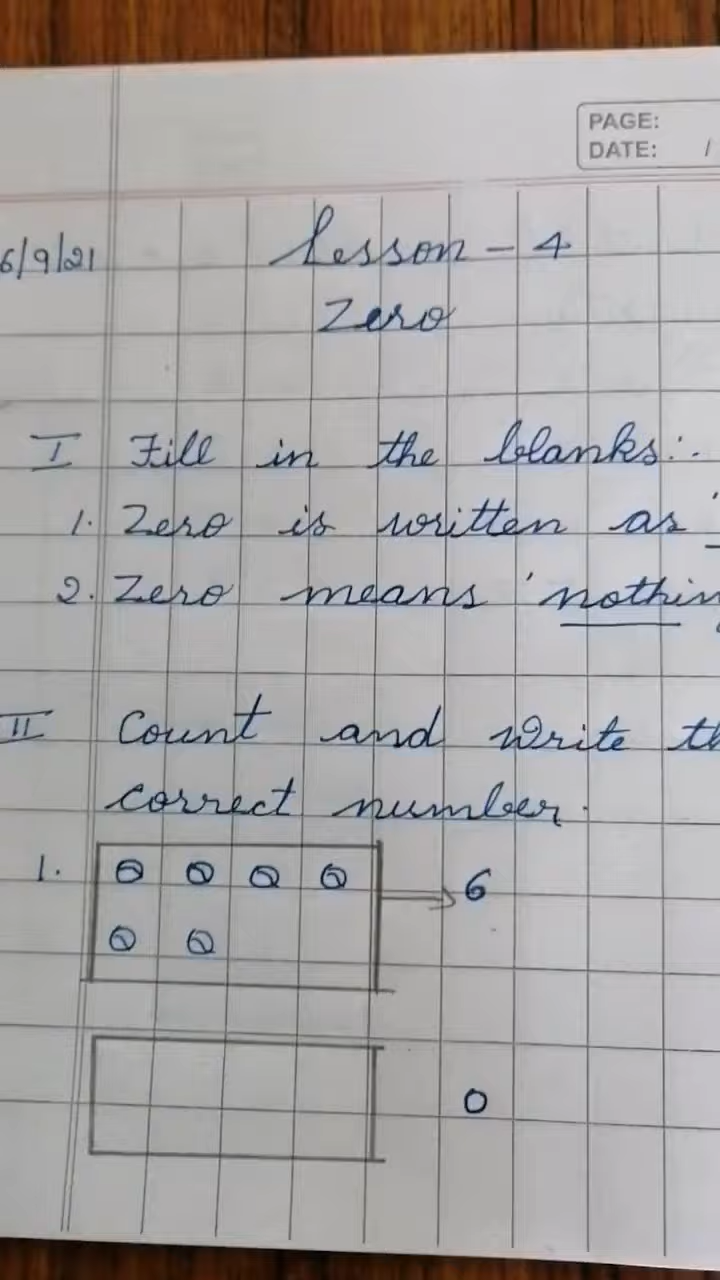 PAGE:
DATE: /
6/9/21 Lesson - 4
Zero
I Fill in the blanks:.
1. Zero is written as '
2. Zero means 'nothin
II Count and write th
correct number.
1. 6
0